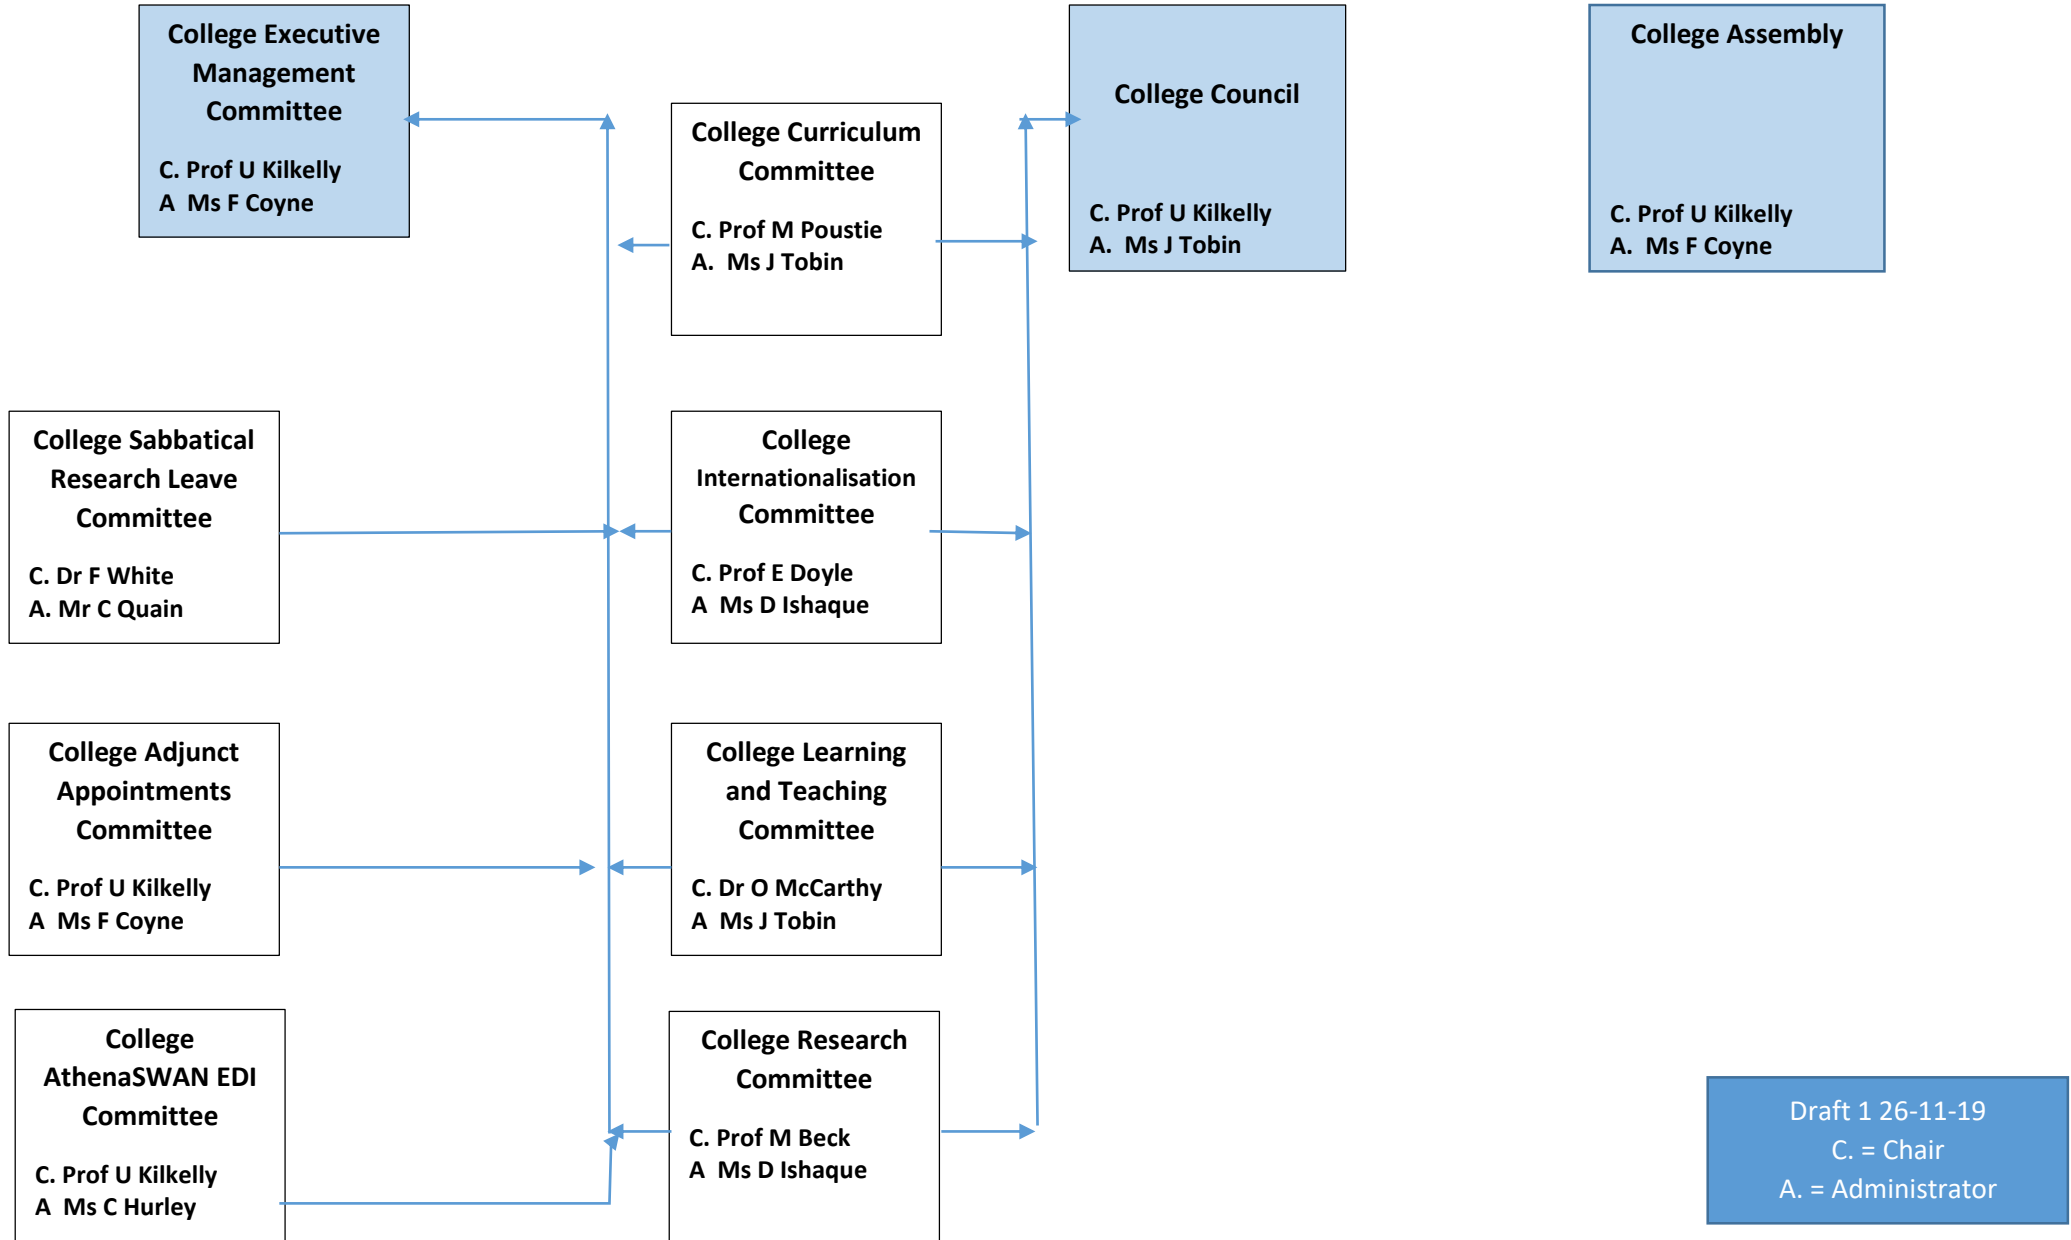 College Executive
Management
Committee
C. Prof U Kilkelly
A  Ms F Coyne
College Curriculum
Committee
C. Prof M Poustie
A.  Ms J Tobin
College Council
C. Prof U Kilkelly
A.  Ms J Tobin
College Assembly
C. Prof U Kilkelly
A.  Ms F Coyne
College Sabbatical
Research Leave
Committee
C. Dr F White
A. Mr C Quain
College
Internationalisation
Committee
C. Prof E Doyle
A  Ms D Ishaque
College Adjunct
Appointments
Committee
C. Prof U Kilkelly
A  Ms F Coyne
College Learning
and Teaching
Committee
C. Dr O McCarthy
A  Ms J Tobin
College
AthenaSWAN EDI
Committee
C. Prof U Kilkelly
A  Ms C Hurley
College Research
Committee
C. Prof M Beck
A  Ms D Ishaque
Draft 1 26-11-19
C. = Chair
A. = Administrator